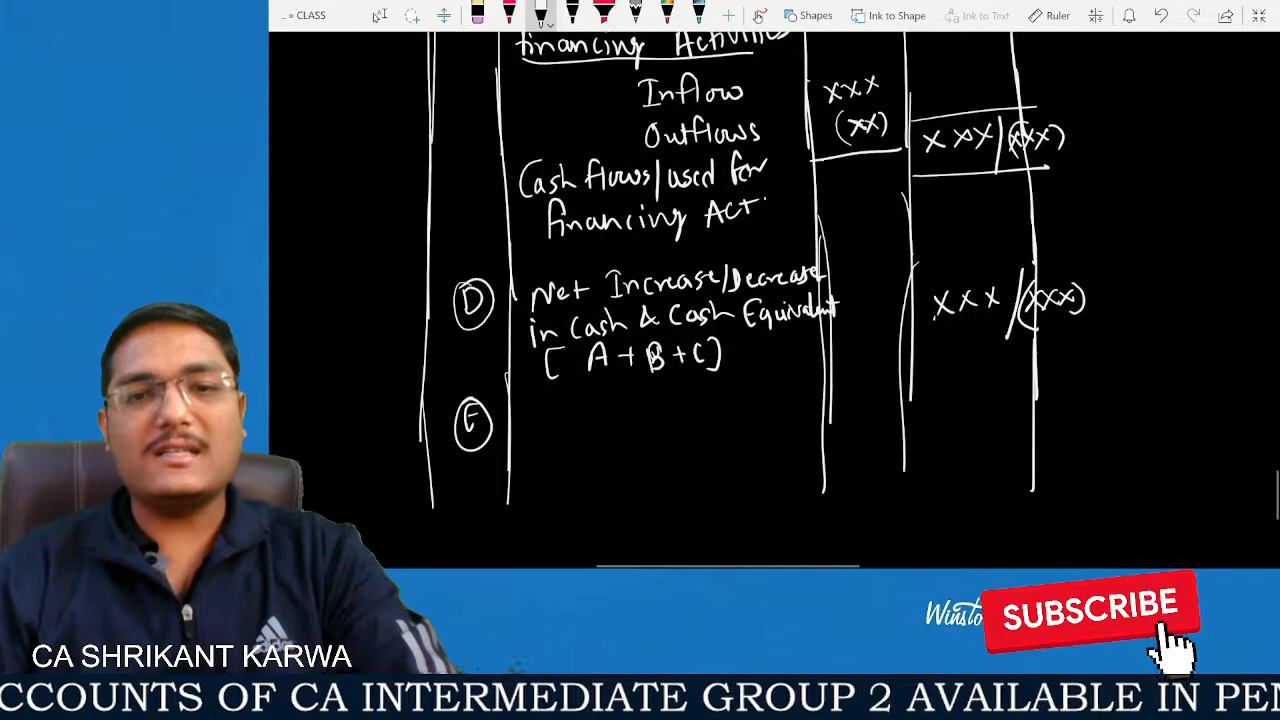 .. » CLASS
Shapes
Ink to Shape
Ink to Text
Ruler
financing Activities
Inflow xxx
Outflows (xx) xxx/(xxx)
Cash flows/used for
financing Act.
D Net Increase/Decrease xxx/(xxx)
in Cash & Cash Equivalent
[ A + B + C ]
E
Winsto
SUBSCRIBE
adidas
CA SHRIKANT KARWA
CCOUNTS OF CA INTERMEDIATE GROUP 2 AVAILABLE IN PEN